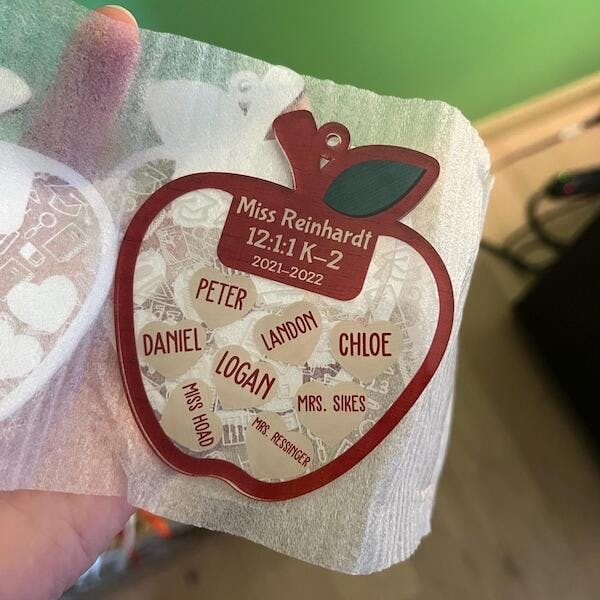 Miss Reinhardt
12:1:1 K–2
2021–2022
PETER
LANDON
DANIEL
CHLOE
LOGAN
MISS HOAD
MRS. SIKES
MRS. RESSINGER